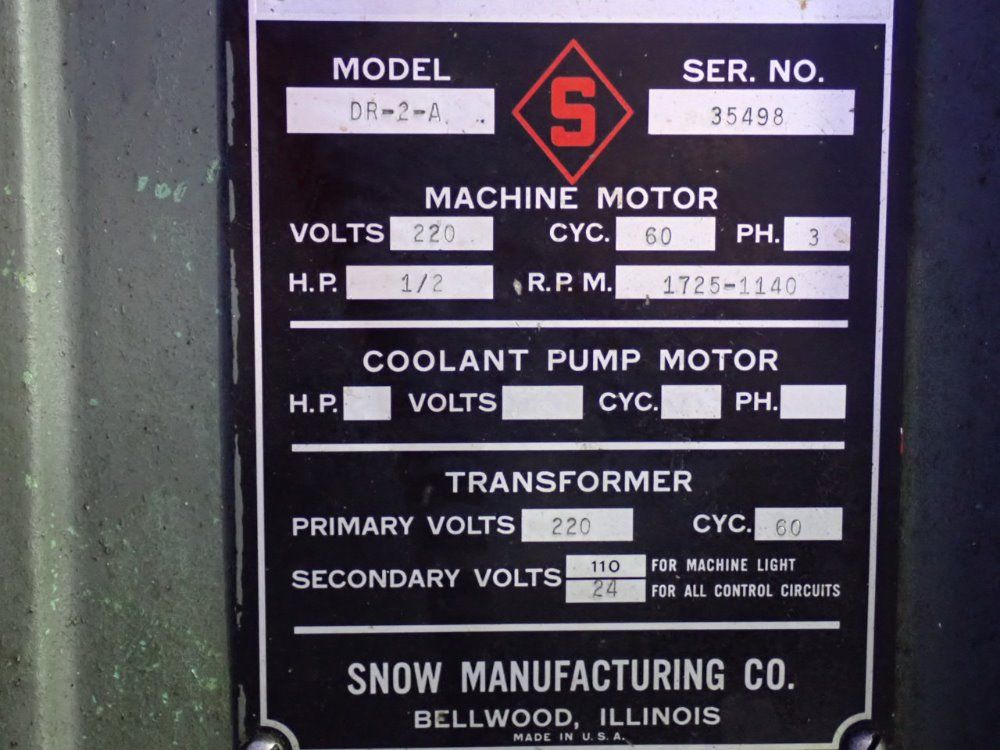 MODEL SER. NO.
DR-2-A S 35498
MACHINE MOTOR
VOLTS 220 CYC. 60 PH. 3
H.P. 1/2 R.P.M. 1725-1140
COOLANT PUMP MOTOR
H.P. VOLTS CYC. PH.
TRANSFORMER
PRIMARY VOLTS 220 CYC. 60
SECONDARY VOLTS 110 FOR MACHINE LIGHT
24 FOR ALL CONTROL CIRCUITS
SNOW MANUFACTURING CO.
BELLWOOD, ILLINOIS
MADE IN U.S.A.